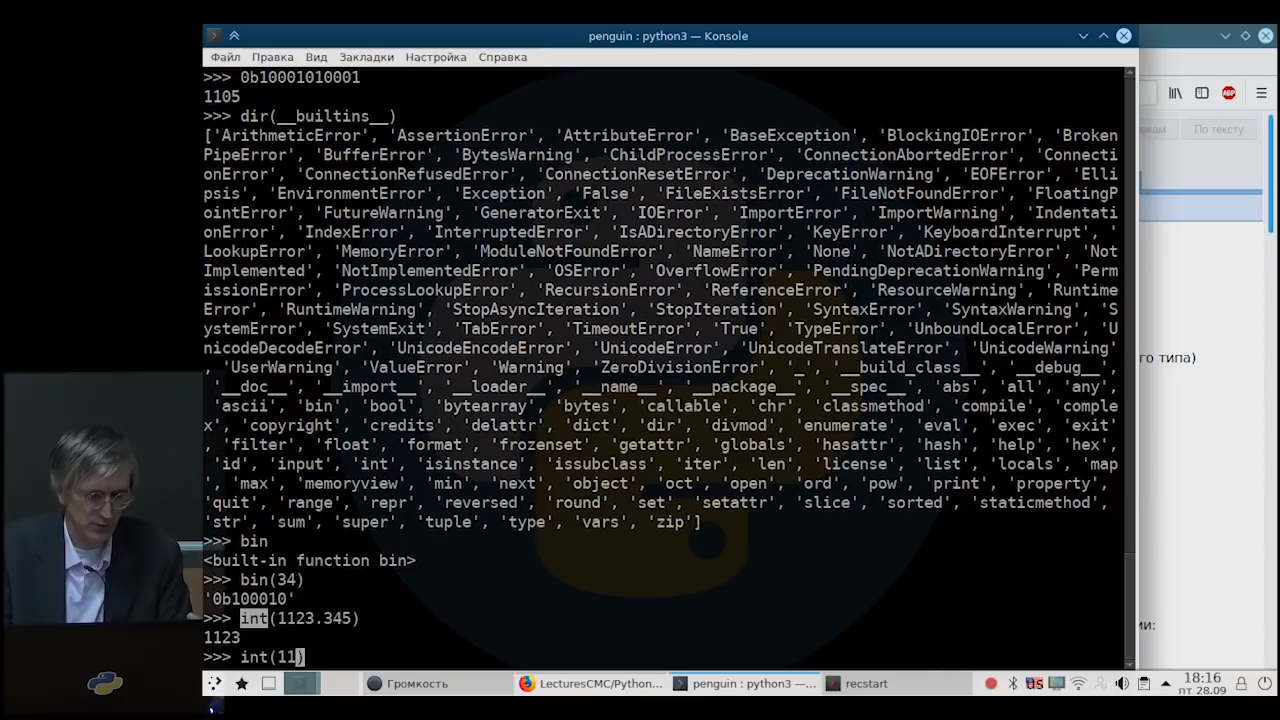 penguin : python3 — Konsole
Файл Правка Вид Закладки Настройка Справка
>>> 0b10001010001
1105
>>> dir(__builtins__)
['ArithmeticError', 'AssertionError', 'AttributeError', 'BaseException', 'BlockingIOError', 'Broken
PipeError', 'BufferError', 'BytesWarning', 'ChildProcessError', 'ConnectionAbortedError', 'Connecti
onError', 'ConnectionRefusedError', 'ConnectionResetError', 'DeprecationWarning', 'EOFError', 'Elli
psis', 'EnvironmentError', 'Exception', 'False', 'FileExistsError', 'FileNotFoundError', 'FloatingP
ointError', 'FutureWarning', 'GeneratorExit', 'IOError', 'ImportError', 'ImportWarning', 'Indentati
onError', 'IndexError', 'InterruptedError', 'IsADirectoryError', 'KeyError', 'KeyboardInterrupt', '
LookupError', 'MemoryError', 'ModuleNotFoundError', 'NameError', 'None', 'NotADirectoryError', 'Not
Implemented', 'NotImplementedError', 'OSError', 'OverflowError', 'PendingDeprecationWarning', 'Perm
issionError', 'ProcessLookupError', 'RecursionError', 'ReferenceError', 'ResourceWarning', 'Runtime
Error', 'RuntimeWarning', 'StopAsyncIteration', 'StopIteration', 'SyntaxError', 'SyntaxWarning', 'S
ystemError', 'SystemExit', 'TabError', 'TimeoutError', 'True', 'TypeError', 'UnboundLocalError', 'U
nicodeDecodeError', 'UnicodeEncodeError', 'UnicodeError', 'UnicodeTranslateError', 'UnicodeWarning'
, 'UserWarning', 'ValueError', 'Warning', 'ZeroDivisionError', '_', '__build_class__', '__debug__',
'__doc__', '__import__', '__loader__', '__name__', '__package__', '__spec__', 'abs', 'all', 'any',
'ascii', 'bin', 'bool', 'bytearray', 'bytes', 'callable', 'chr', 'classmethod', 'compile', 'comple
x', 'copyright', 'credits', 'delattr', 'dict', 'dir', 'divmod', 'enumerate', 'eval', 'exec', 'exit'
, 'filter', 'float', 'format', 'frozenset', 'getattr', 'globals', 'hasattr', 'hash', 'help', 'hex',
'id', 'input', 'int', 'isinstance', 'issubclass', 'iter', 'len', 'license', 'list', 'locals', 'map'
, 'max', 'memoryview', 'min', 'next', 'object', 'oct', 'open', 'ord', 'pow', 'print', 'property',
'quit', 'range', 'repr', 'reversed', 'round', 'set', 'setattr', 'slice', 'sorted', 'staticmethod',
'str', 'sum', 'super', 'tuple', 'type', 'vars', 'zip']
>>> bin
<built-in function bin>
>>> bin(34)
'0b100010'
>>> int(1123.345)
1123
>>> int(11)
ABP
По тексту
го типа)
ми:
Громкость
LecturesCMC/Python...
penguin : python3 —...
recstart
us
18:16
пт 28.09